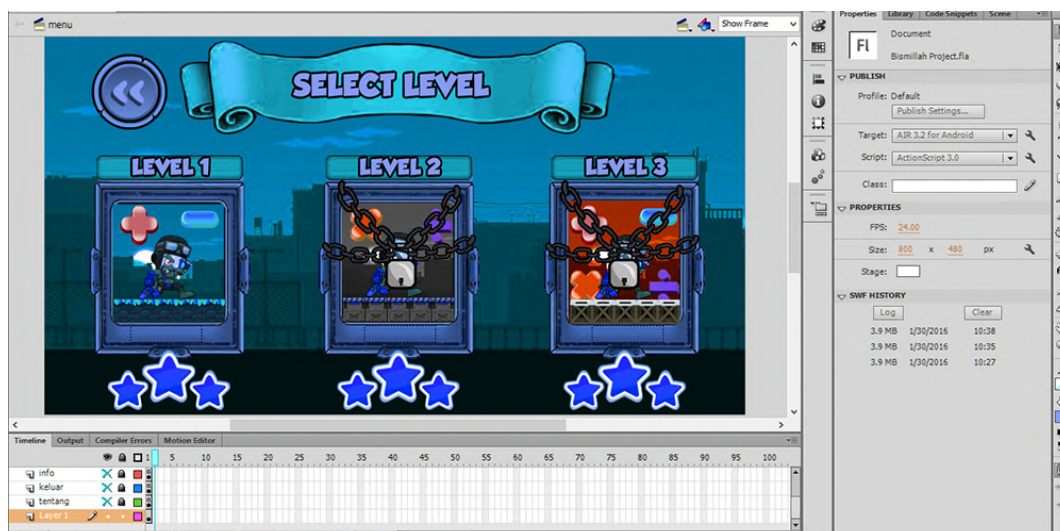 menu
Show Frame
SELECT LEVEL
LEVEL 1
LEVEL 2
LEVEL 3
Timeline Output Compiler Errors Motion Editor
1 5 10 15 20 25 30 35 40 45 50 55 60 65 70 75 80 85 90 95 100
info
keluar
tentang
Layer 1
Properties Library Code Snippets Scene
Fl
Document
Bismillah Project.fla
PUBLISH
Profile: Default
Publish Settings...
Target: AIR 3.2 for Android
Script: ActionScript 3.0
Class:
PROPERTIES
FPS: 24.00
Size: 800 x 480 px
Stage:
SWF HISTORY
Log Clear
3.9 MB 1/30/2016 10:38
3.9 MB 1/30/2016 10:35
3.9 MB 1/30/2016 10:27